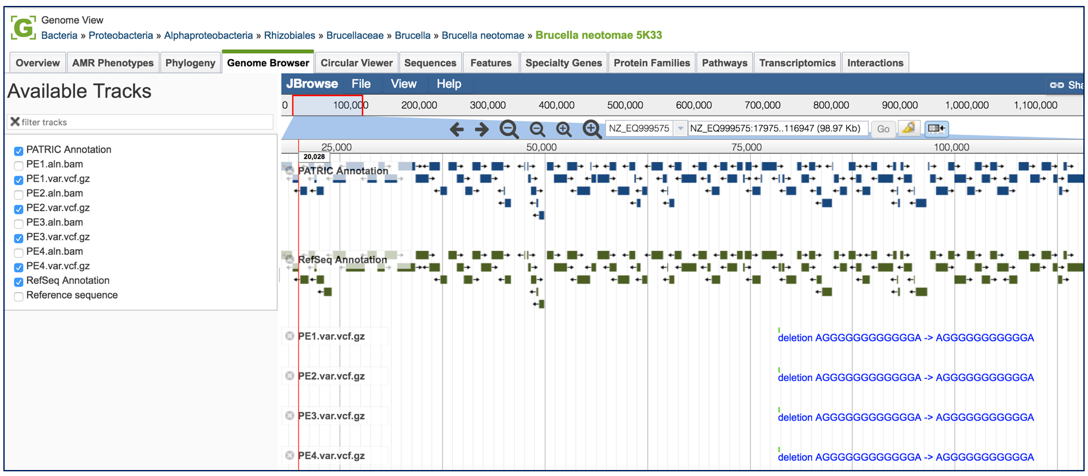 Genome View
Bacteria » Proteobacteria » Alphaproteobacteria » Rhizobiales » Brucellaceae » Brucella » Brucella neotomae » Brucella neotomae 5K33
Overview AMR Phenotypes Phylogeny Genome Browser Circular Viewer Sequences Features Specialty Genes Protein Families Pathways Transcriptomics Interactions
Available Tracks
filter tracks
PATRIC Annotation
PE1.aln.bam
PE1.var.vcf.gz
PE2.aln.bam
PE2.var.vcf.gz
PE3.aln.bam
PE3.var.vcf.gz
PE4.aln.bam
PE4.var.vcf.gz
RefSeq Annotation
Reference sequence
JBrowse File View Help Sha
0 100,000 200,000 300,000 400,000 500,000 600,000 700,000 800,000 900,000 1,000,000 1,100,000
NZ_EQ999575 NZ_EQ999575:17975..116947 (98.97 Kb) Go
25,000 50,000 75,000 100,000
20,028
PATRIC Annotation
RefSeq Annotation
PE1.var.vcf.gz
deletion AGGGGGGGGGGGGGA -> AGGGGGGGGGGGGA
PE2.var.vcf.gz
deletion AGGGGGGGGGGGGGA -> AGGGGGGGGGGGGA
PE3.var.vcf.gz
deletion AGGGGGGGGGGGGGA -> AGGGGGGGGGGGGA
PE4.var.vcf.gz
deletion AGGGGGGGGGGGGGA -> AGGGGGGGGGGGGA